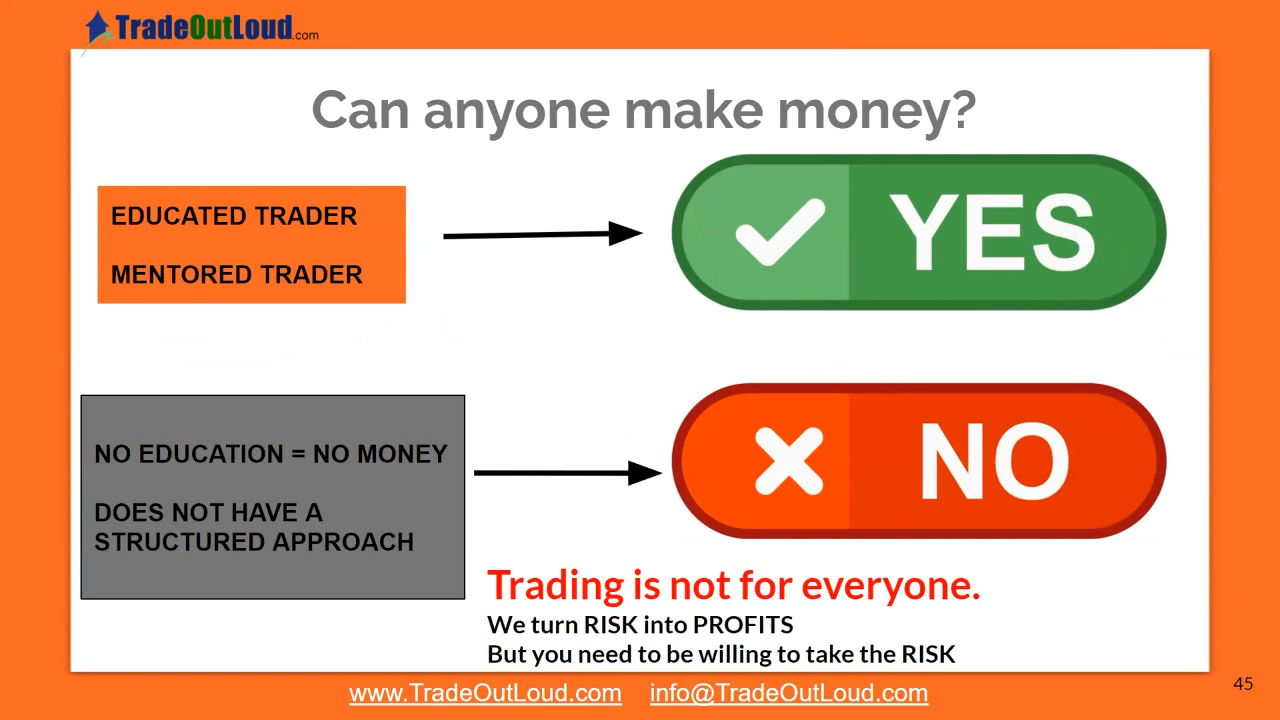 TradeOutLoud.com
Can anyone make money?
EDUCATED TRADER
MENTORED TRADER
YES
NO EDUCATION = NO MONEY
DOES NOT HAVE A
STRUCTURED APPROACH
NO
Trading is not for everyone.
We turn RISK into PROFITS
But you need to be willing to take the RISK
www.TradeOutLoud.com info@TradeOutLoud.com
45